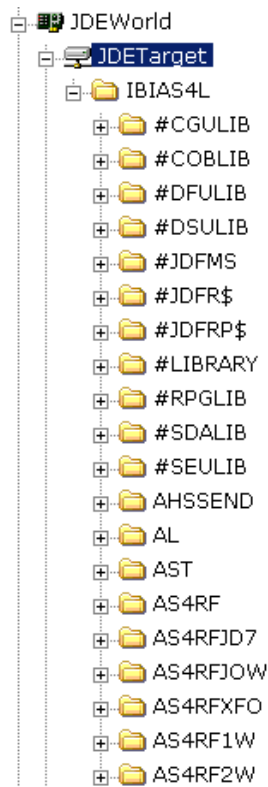 JDEWorld
JDETarget
IBIAS4L
#CGULIB
#COBLIB
#DFULIB
#DSULIB
#JDFMS
#JDFR$
#JDFRP$
#LIBRARY
#RPGLIB
#SDALIB
#SEULIB
AHSSEND
AL
AST
AS4RF
AS4RFJD7
AS4RFJOW
AS4RFXFO
AS4RF1W
AS4RF2W